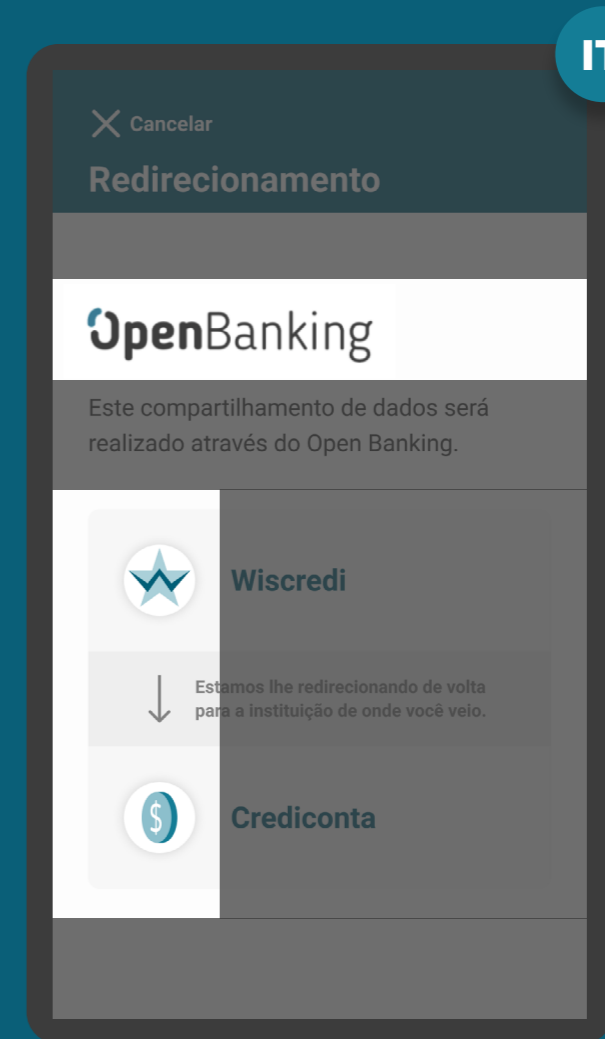 IT
Cancelar
Redirecionamento
OpenBanking
Este compartilhamento de dados será
realizado através do Open Banking.
Wiscredi
Estamos lhe redirecionando de volta
para a instituição de onde você veio.
$
Crediconta